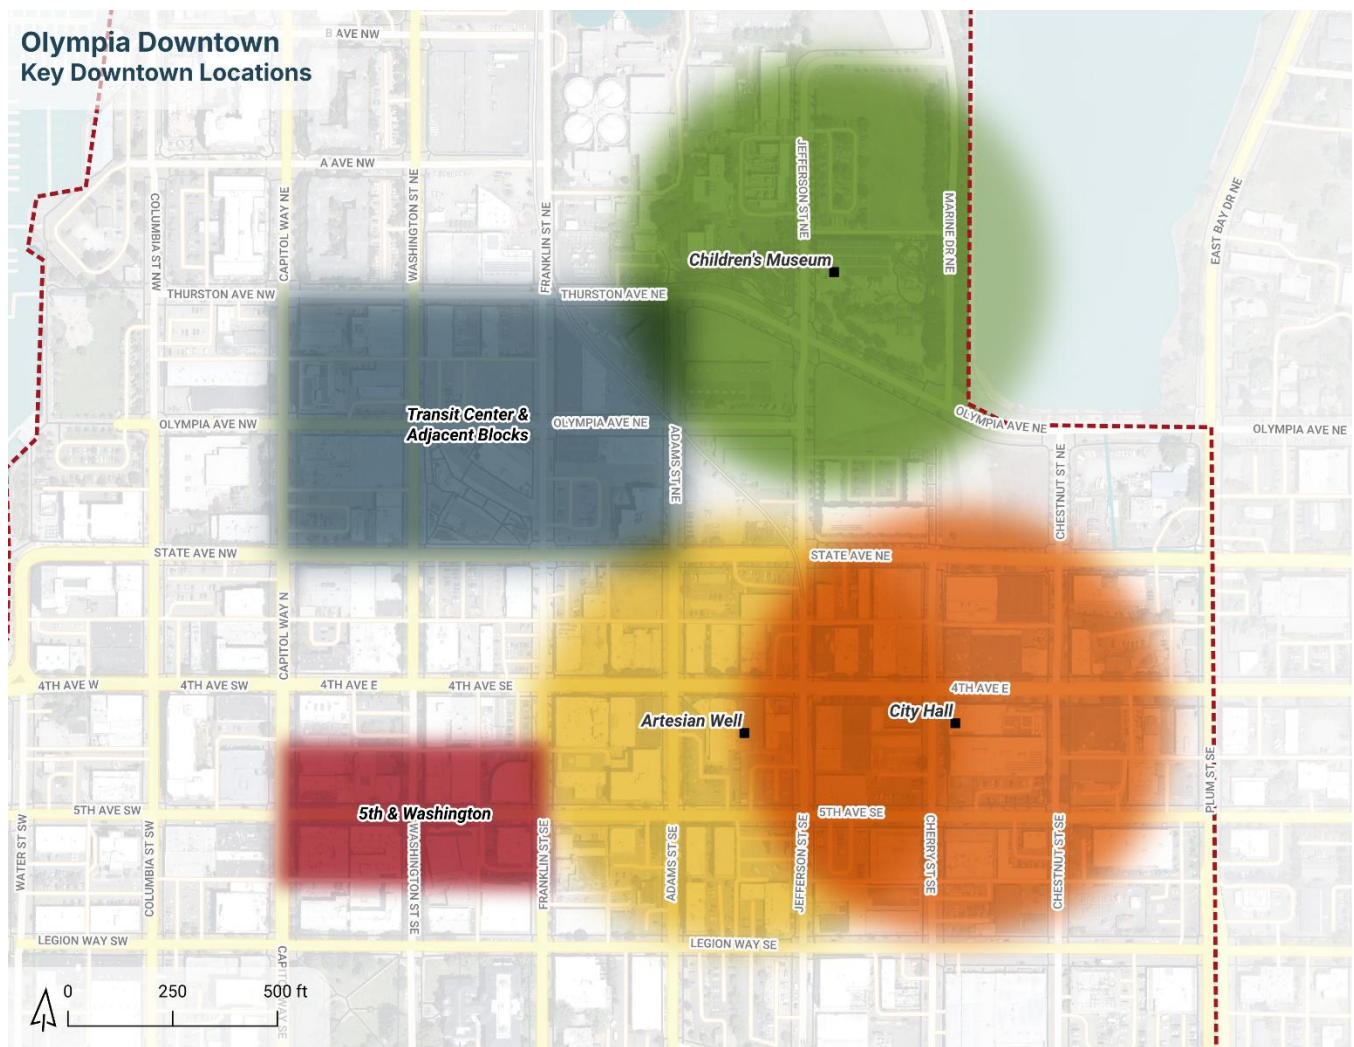 Olympia Downtown
Key Downtown Locations
B AVE NW
A AVE NW
COLUMBIA ST NW
CAPITOL WAY NE
WASHINGTON ST NE
FRANKLIN ST NE
JEFFERSON ST NE
MARINE DR NE
EAST BAY DR NE
Children's Museum
THURSTON AVE NW
THURSTON AVE NE
Transit Center &
Adjacent Blocks
OLYMPIA AVE NW
OLYMPIA AVE NE
OLYMPIA AVE NE
OLYMPIA AVE NE
ADAMS ST NE
CHESTNUT ST NE
STATE AVE NW
STATE AVE NE
CAPITOL WAY N
4TH AVE W
4TH AVE SW
4TH AVE E
4TH AVE SE
4TH AVE E
Artesian Well
City Hall
5TH AVE SW
5th & Washington
5TH AVE SE
PLUM ST SE
WATER ST SW
COLUMBIA ST SW
WASHINGTON ST SE
FRANKLIN ST SE
ADAMS ST SE
JEFFERSON ST SE
CHERRY ST SE
CHESTNUT ST SE
LEGION WAY SW
LEGION WAY SE
CAPITOL WAY SE
0 250 500 ft